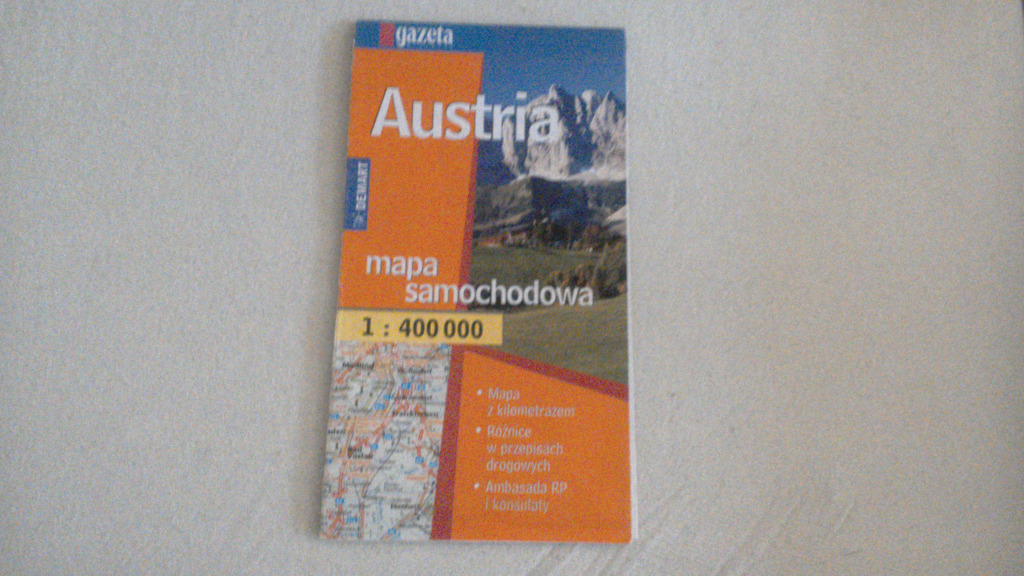 gazeta
Austria
DEMART
mapa
samochodowa
1 : 400 000
• Mapa
z kilometrażem
• Różnice
w przepisach
drogowych
• Ambasada RP
i konsulaty